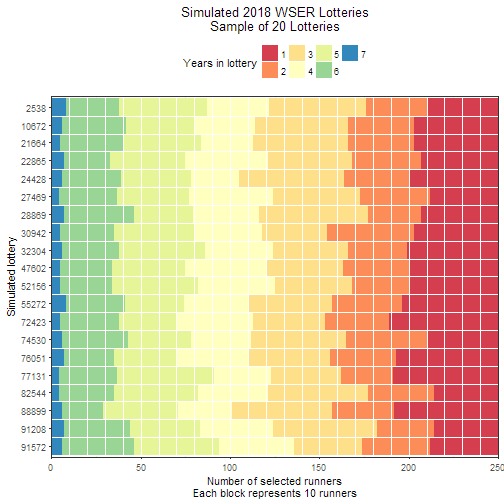 Simulated 2018 WSER Lotteries
Sample of 20 Lotteries
Years in lottery 1 3 5 7
2 4 6
Simulated lottery
2538
10672
21664
22865
24428
27469
28869
30942
32304
47602
52156
55272
72423
74530
76051
77131
82544
88899
91208
91572
0 50 100 150 200 250
Number of selected runners
Each block represents 10 runners